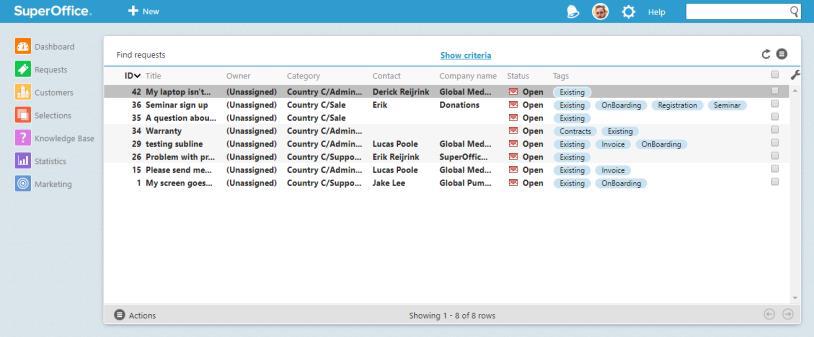 SuperOffice. New Help
Dashboard
Requests
Customers
Selections
Knowledge Base
Statistics
Marketing
Find requests Show criteria
ID Title Owner Category Contact Company name Status Tags
42 My laptop isn't... (Unassigned) Country C/Admin... Derick Reijrink Global Med... Open Existing
36 Seminar sign up (Unassigned) Country C/Sale Erik Donations Open Existing OnBoarding Registration Seminar
35 A question abou... (Unassigned) Country C/Sale Open Existing
34 Warranty (Unassigned) Country C/Admin... Open Contracts Existing
29 testing subline (Unassigned) Country C/Admin... Lucas Poole Global Med... Open Existing Invoice OnBoarding
26 Problem with pr... (Unassigned) Country C/Suppo... Erik Reijrink SuperOffic... Open Existing
15 Please send me... (Unassigned) Country C/Admin... Lucas Poole Global Med... Open Existing Invoice
1 My screen goes... (Unassigned) Country C/Suppo... Jake Lee Global Pum... Open Existing OnBoarding
Actions Showing 1 - 8 of 8 rows